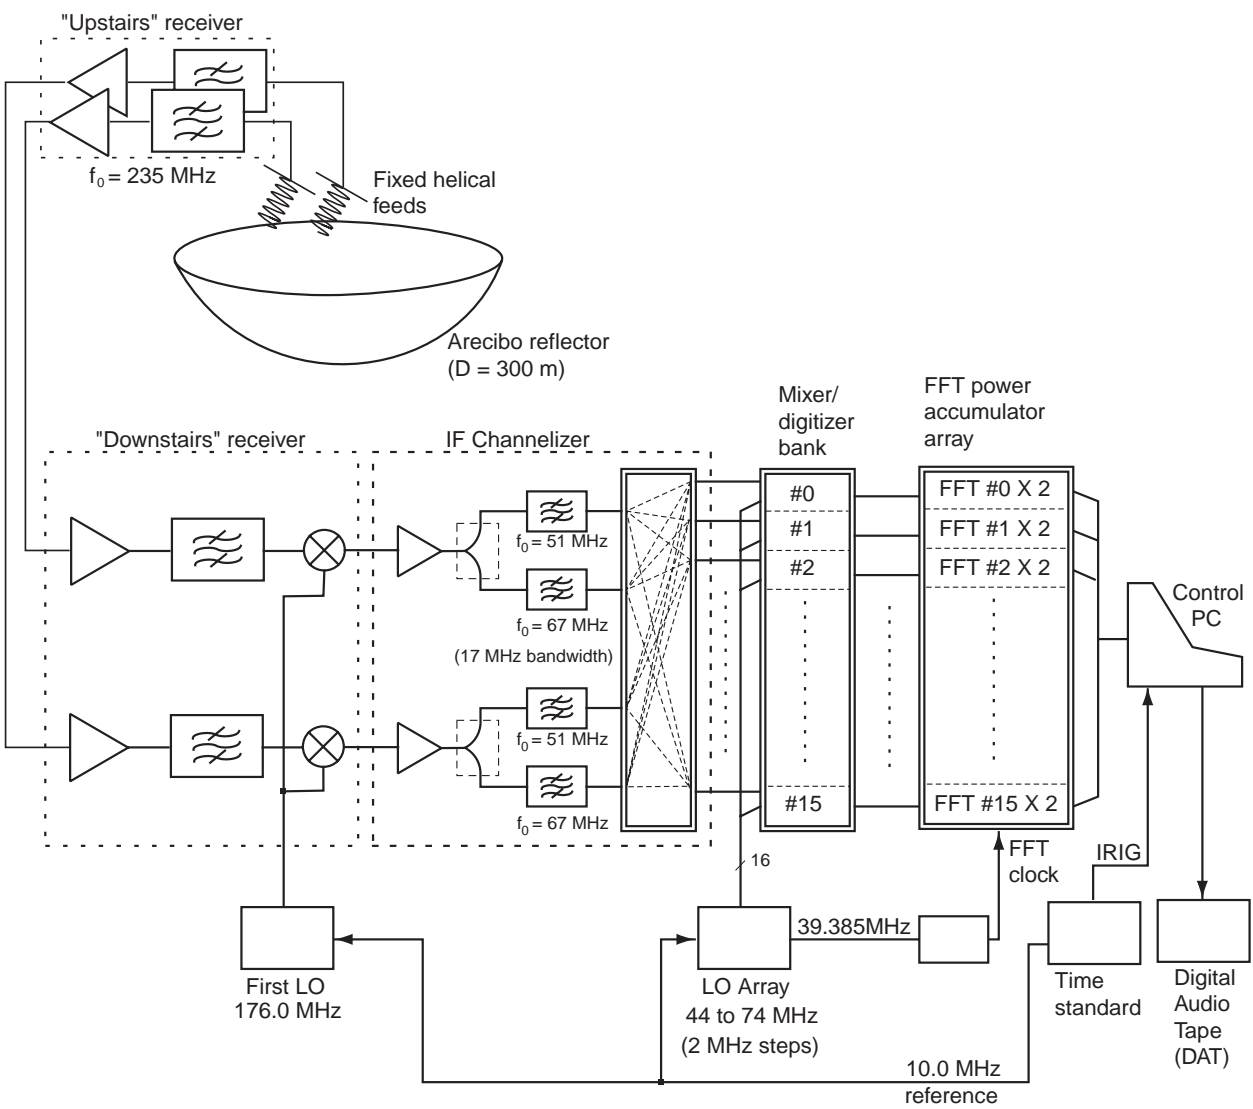 "Upstairs" receiver
f0 = 235 MHz
Fixed helical
feeds
Arecibo reflector
(D = 300 m)
"Downstairs" receiver
IF Channelizer
Mixer/
digitizer
bank
FFT power
accumulator
array
f0 = 51 MHz
f0 = 67 MHz
(17 MHz bandwidth)
f0 = 51 MHz
f0 = 67 MHz
#0
#1
#2
#15
FFT #0 X 2
FFT #1 X 2
FFT #2 X 2
FFT #15 X 2
Control
PC
16
FFT
clock
IRIG
39.385MHz
First LO
176.0 MHz
LO Array
44 to 74 MHz
(2 MHz steps)
Time
standard
Digital
Audio
Tape
(DAT)
10.0 MHz
reference